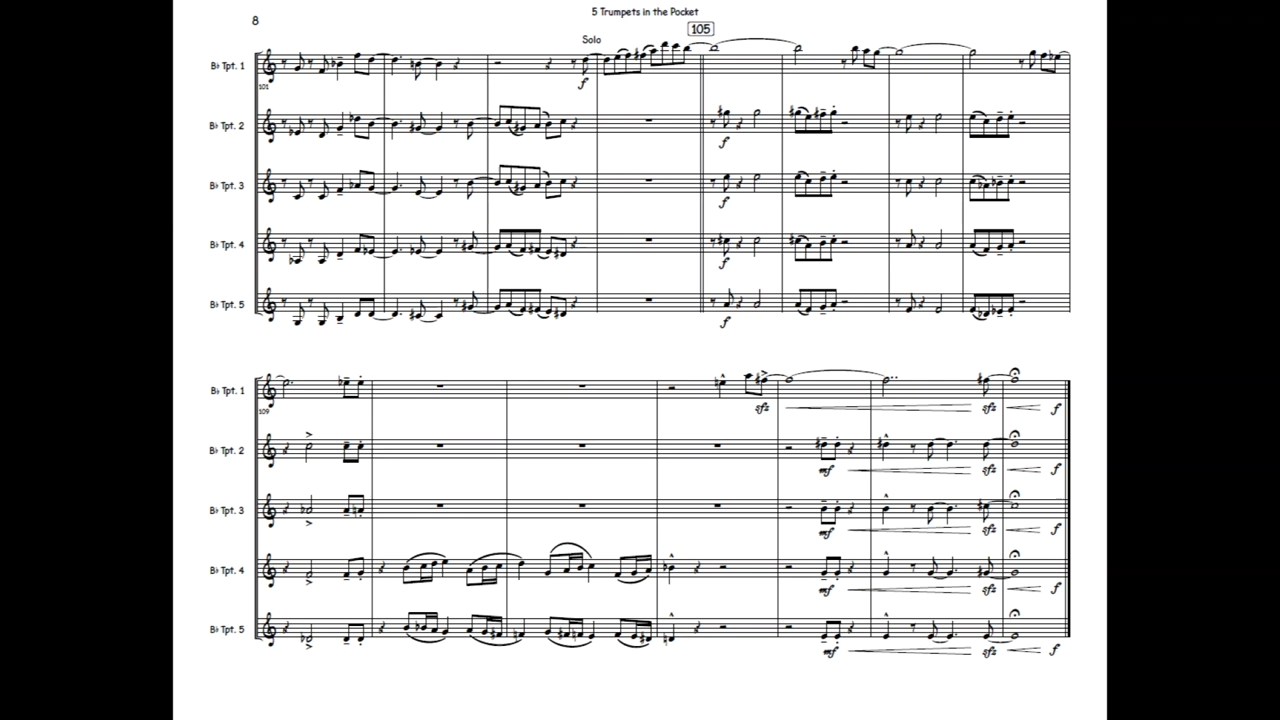 5 Trumpets in the Pocket
8
105
Solo
B♭ Tpt. 1
f
101
B♭ Tpt. 2
f
B♭ Tpt. 3
f
B♭ Tpt. 4
f
B♭ Tpt. 5
f
B♭ Tpt. 1
109
sfz sfz f
B♭ Tpt. 2
mf sfz f
B♭ Tpt. 3
mf sfz f
B♭ Tpt. 4
mf sfz f
B♭ Tpt. 5
mf sfz f